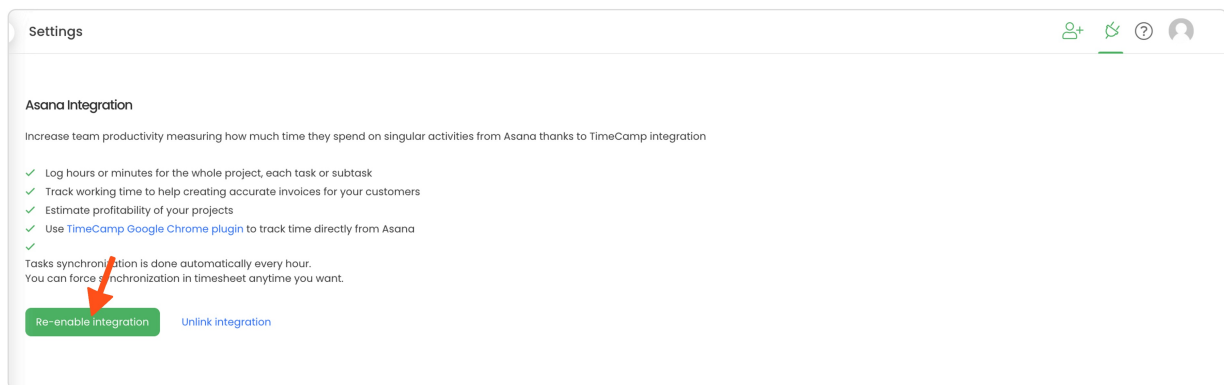 Settings
?
Asana Integration
Increase team productivity measuring how much time they spend on singular activities from Asana thanks to TimeCamp integration
Log hours or minutes for the whole project, each task or subtask
Track working time to help creating accurate invoices for your customers
Estimate profitability of your projects
Use TimeCamp Google Chrome plugin to track time directly from Asana
Tasks synchronization is done automatically every hour.
You can force synchronization in timesheet anytime you want.
Re-enable integration Unlink integration